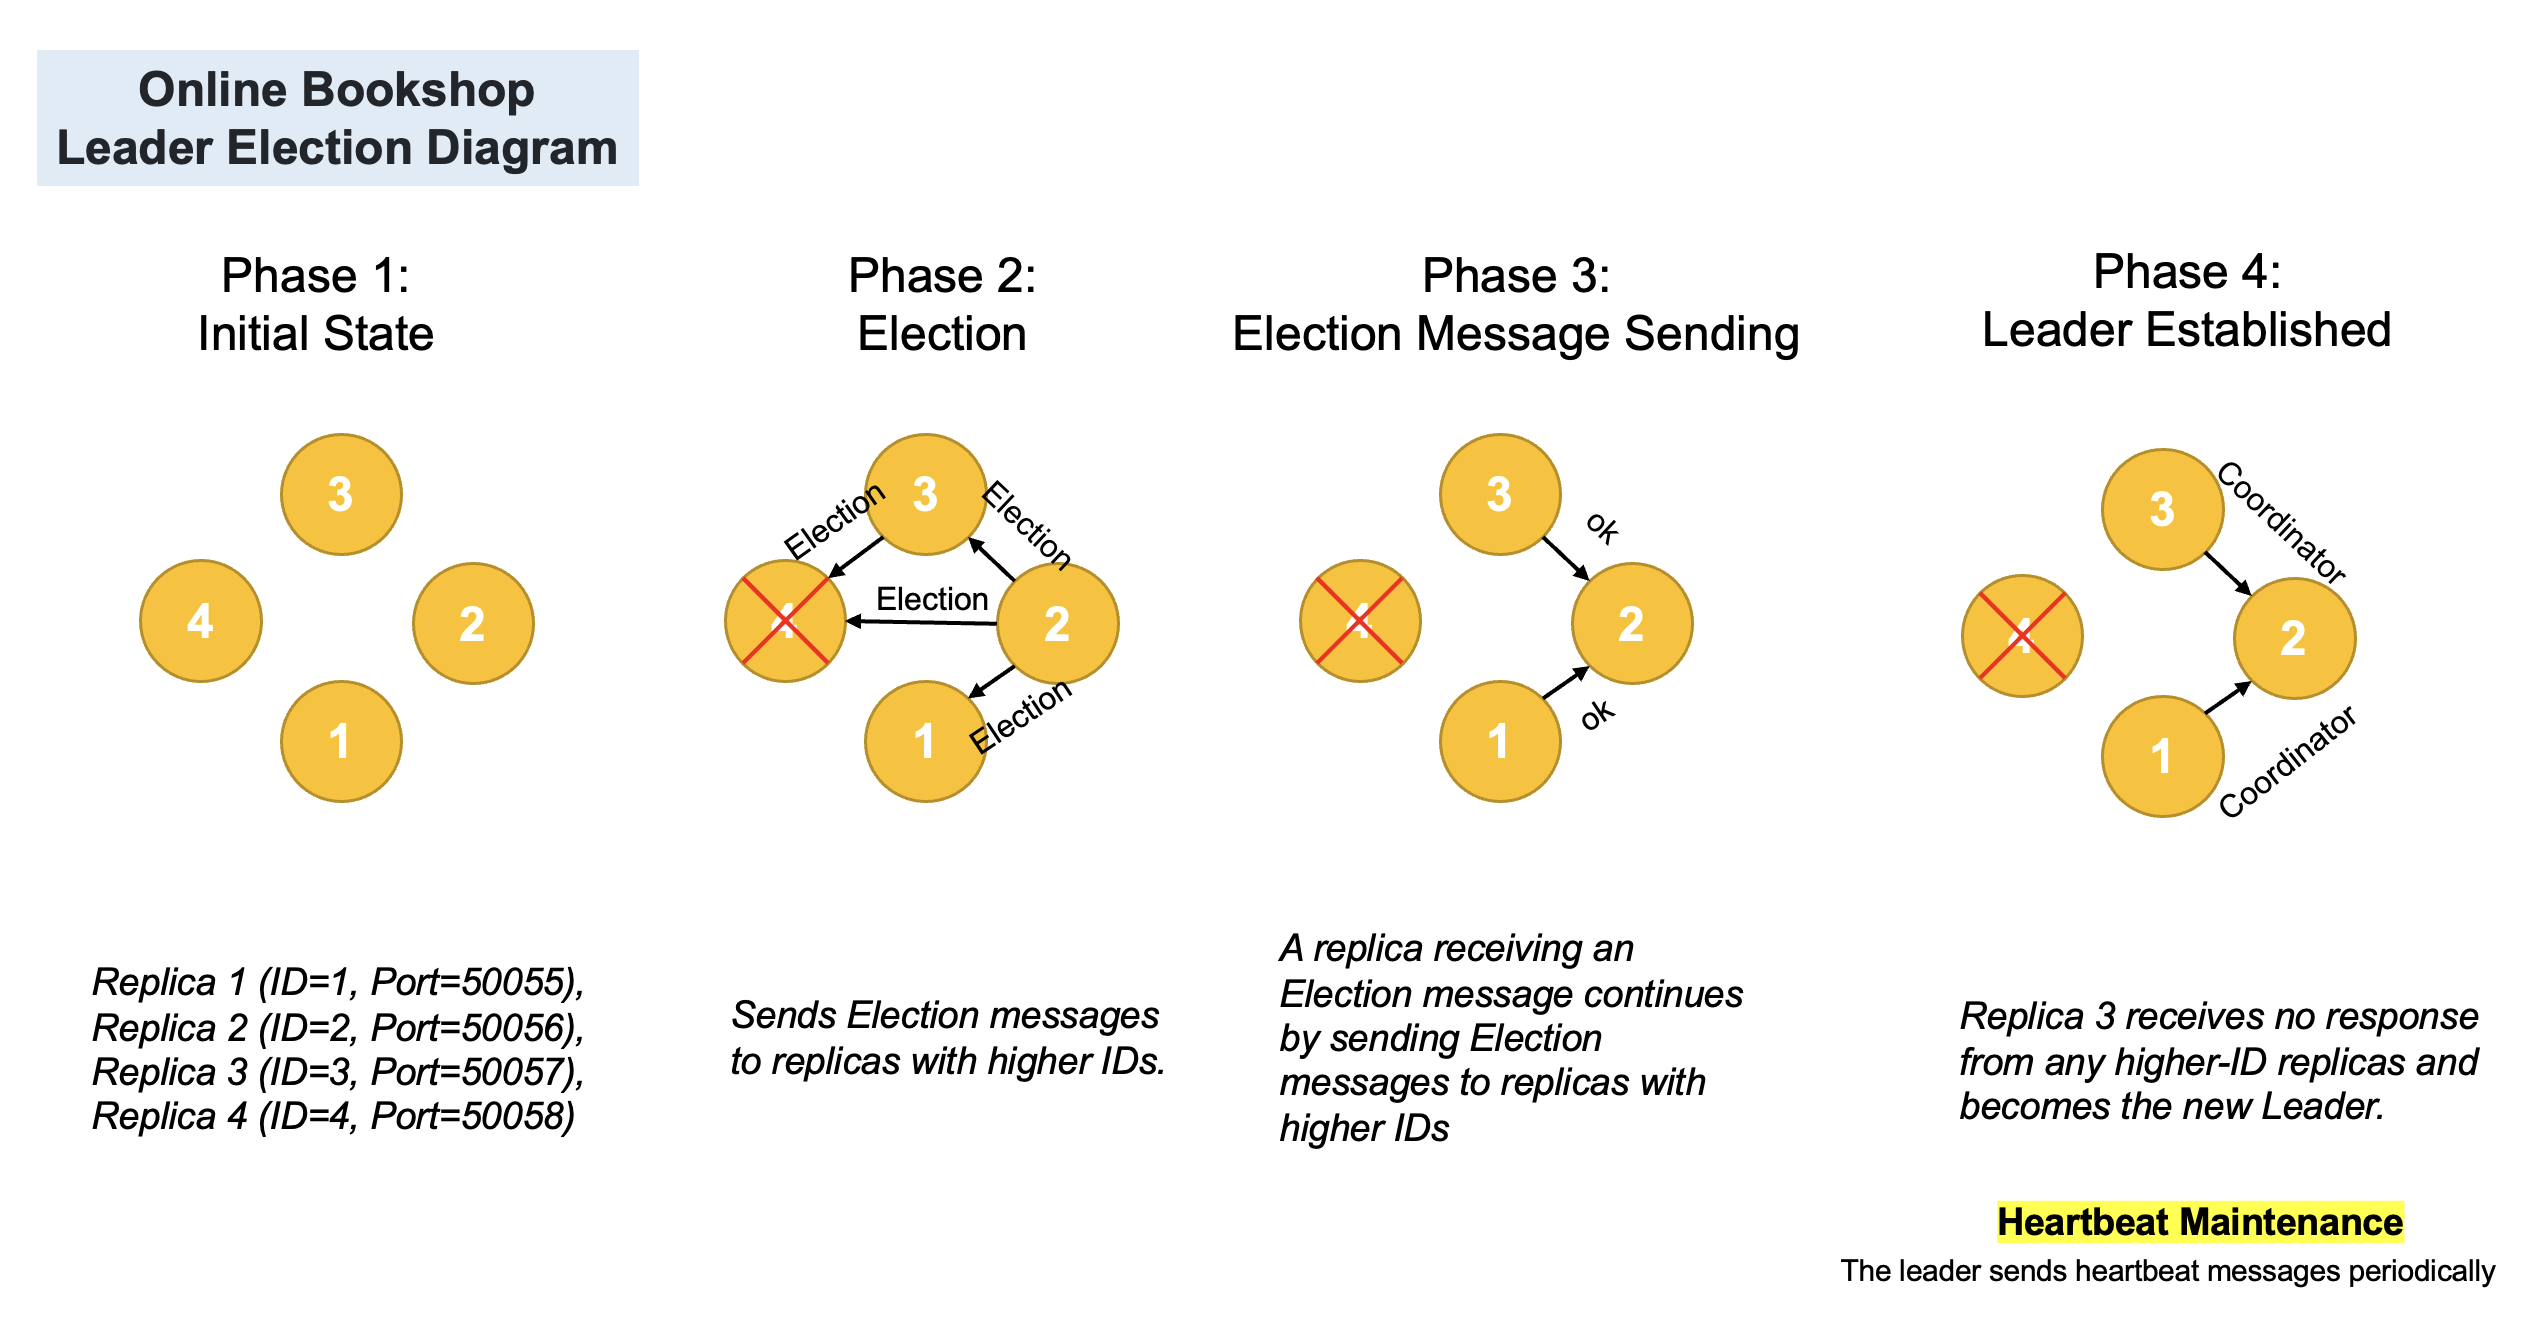 Online Bookshop
Leader Election Diagram
Phase 1:
Initial State
3
4
2
1
Replica 1 (ID=1, Port=50055),
Replica 2 (ID=2, Port=50056),
Replica 3 (ID=3, Port=50057),
Replica 4 (ID=4, Port=50058)
Phase 2:
Election
3
Election
Election
4
Election
2
1
Election
Sends Election messages
to replicas with higher IDs.
Phase 3:
Election Message Sending
3
ok
4
2
1
ok
A replica receiving an
Election message continues
by sending Election
messages to replicas with
higher IDs
Phase 4:
Leader Established
3
Coordinator
4
2
1
Coordinator
Replica 3 receives no response
from any higher-ID replicas and
becomes the new Leader.
Heartbeat Maintenance
The leader sends heartbeat messages periodically